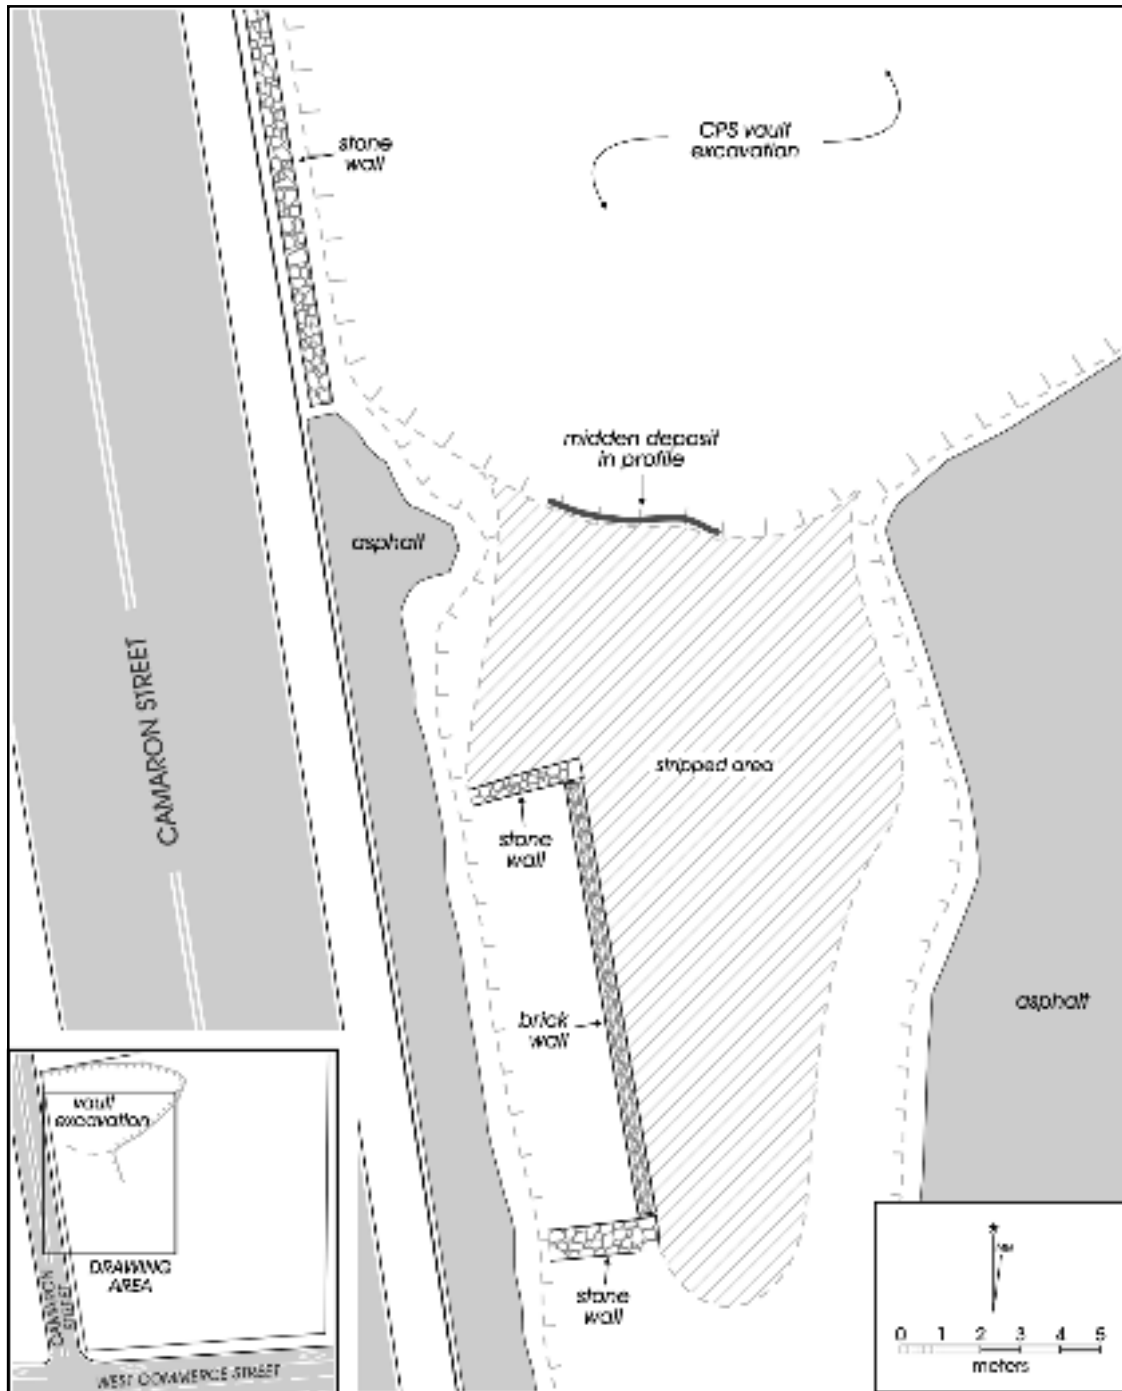 CPS vault
excavation
stone
wall
midden deposit
in profile
asphalt
CAMARON STREET
stripped area
stone
wall
brick
wall
asphalt
stone
wall
vault
excavation
DRAWING
AREA
CAMARON
STREET
WEST COMMERCE STREET
0 1 2 3 4 5
meters